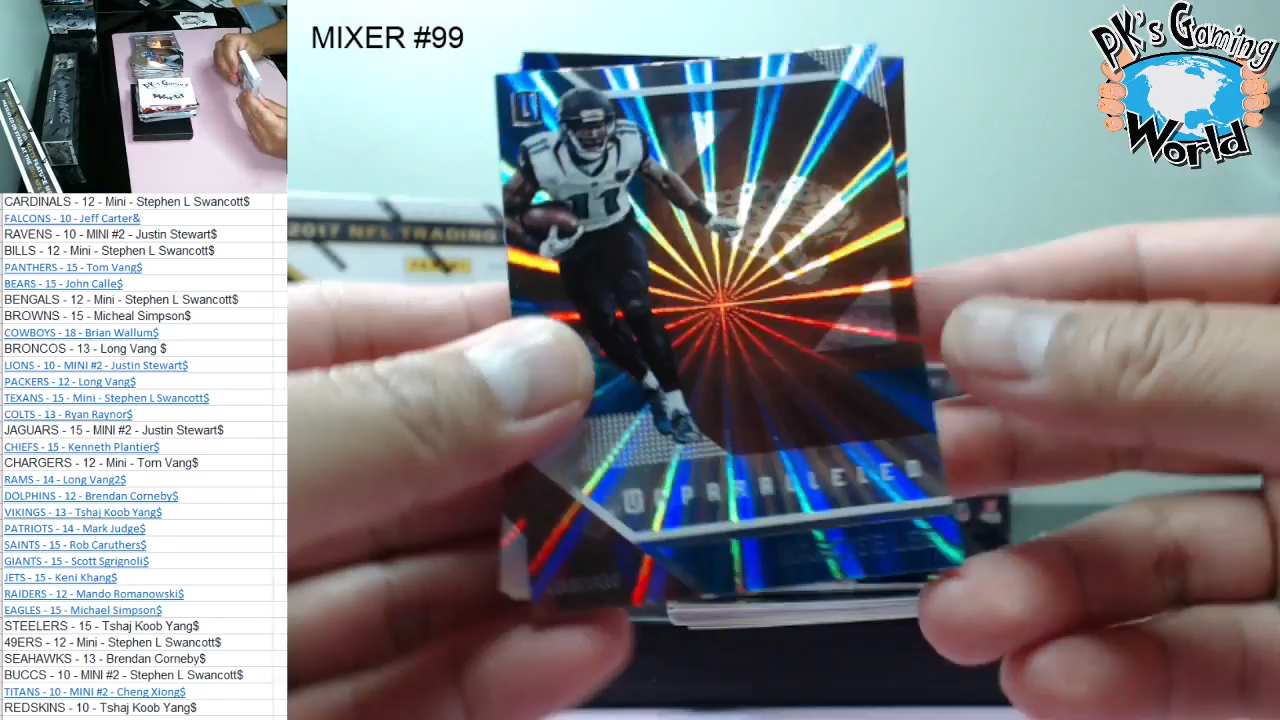 MIXER #99
PK's Gaming
World
PK's Gaming
World
CARDINALS - 12 - Mini - Stephen L Swancott$
FALCONS - 10 - Jeff Carter&
RAVENS - 10 - MINI #2 - Justin Stewart$
BILLS - 12 - Mini - Stephen L Swancott$
PANTHERS - 15 - Tom Vang$
BEARS - 15 - John Calle$
BENGALS - 12 - Mini - Stephen L Swancott$
BROWNS - 15 - Micheal Simpson$
COWBOYS - 18 - Brian Wallum$
BRONCOS - 13 - Long Vang $
LIONS - 10 - MINI #2 - Justin Stewart$
PACKERS - 12 - Long Vang$
TEXANS - 15 - Mini - Stephen L Swancott$
COLTS - 13 - Ryan Raynor$
JAGUARS - 15 - MINI #2 - Justin Stewart$
CHIEFS - 15 - Kenneth Plantier$
CHARGERS - 12 - Mini - Tom Vang$
RAMS - 14 - Long Vang2$
DOLPHINS - 12 - Brendan Corneby$
VIKINGS - 13 - Tshaj Koob Yang$
PATRIOTS - 14 - Mark Judge$
SAINTS - 15 - Rob Caruthers$
GIANTS - 15 - Scott Sgrignoli$
JETS - 15 - Keni Khang$
RAIDERS - 12 - Mando Romanowski$
EAGLES - 15 - Michael Simpson$
STEELERS - 15 - Tshaj Koob Yang$
49ERS - 12 - Mini - Stephen L Swancott$
SEAHAWKS - 13 - Brendan Corneby$
BUCCS - 10 - MINI #2 - Stephen L Swancott$
TITANS - 10 - MINI #2 - Cheng Xiong$
REDSKINS - 10 - Tshaj Koob Yang$
2017 NFL TRADING
PANINI
11
11
UNPARALLELED